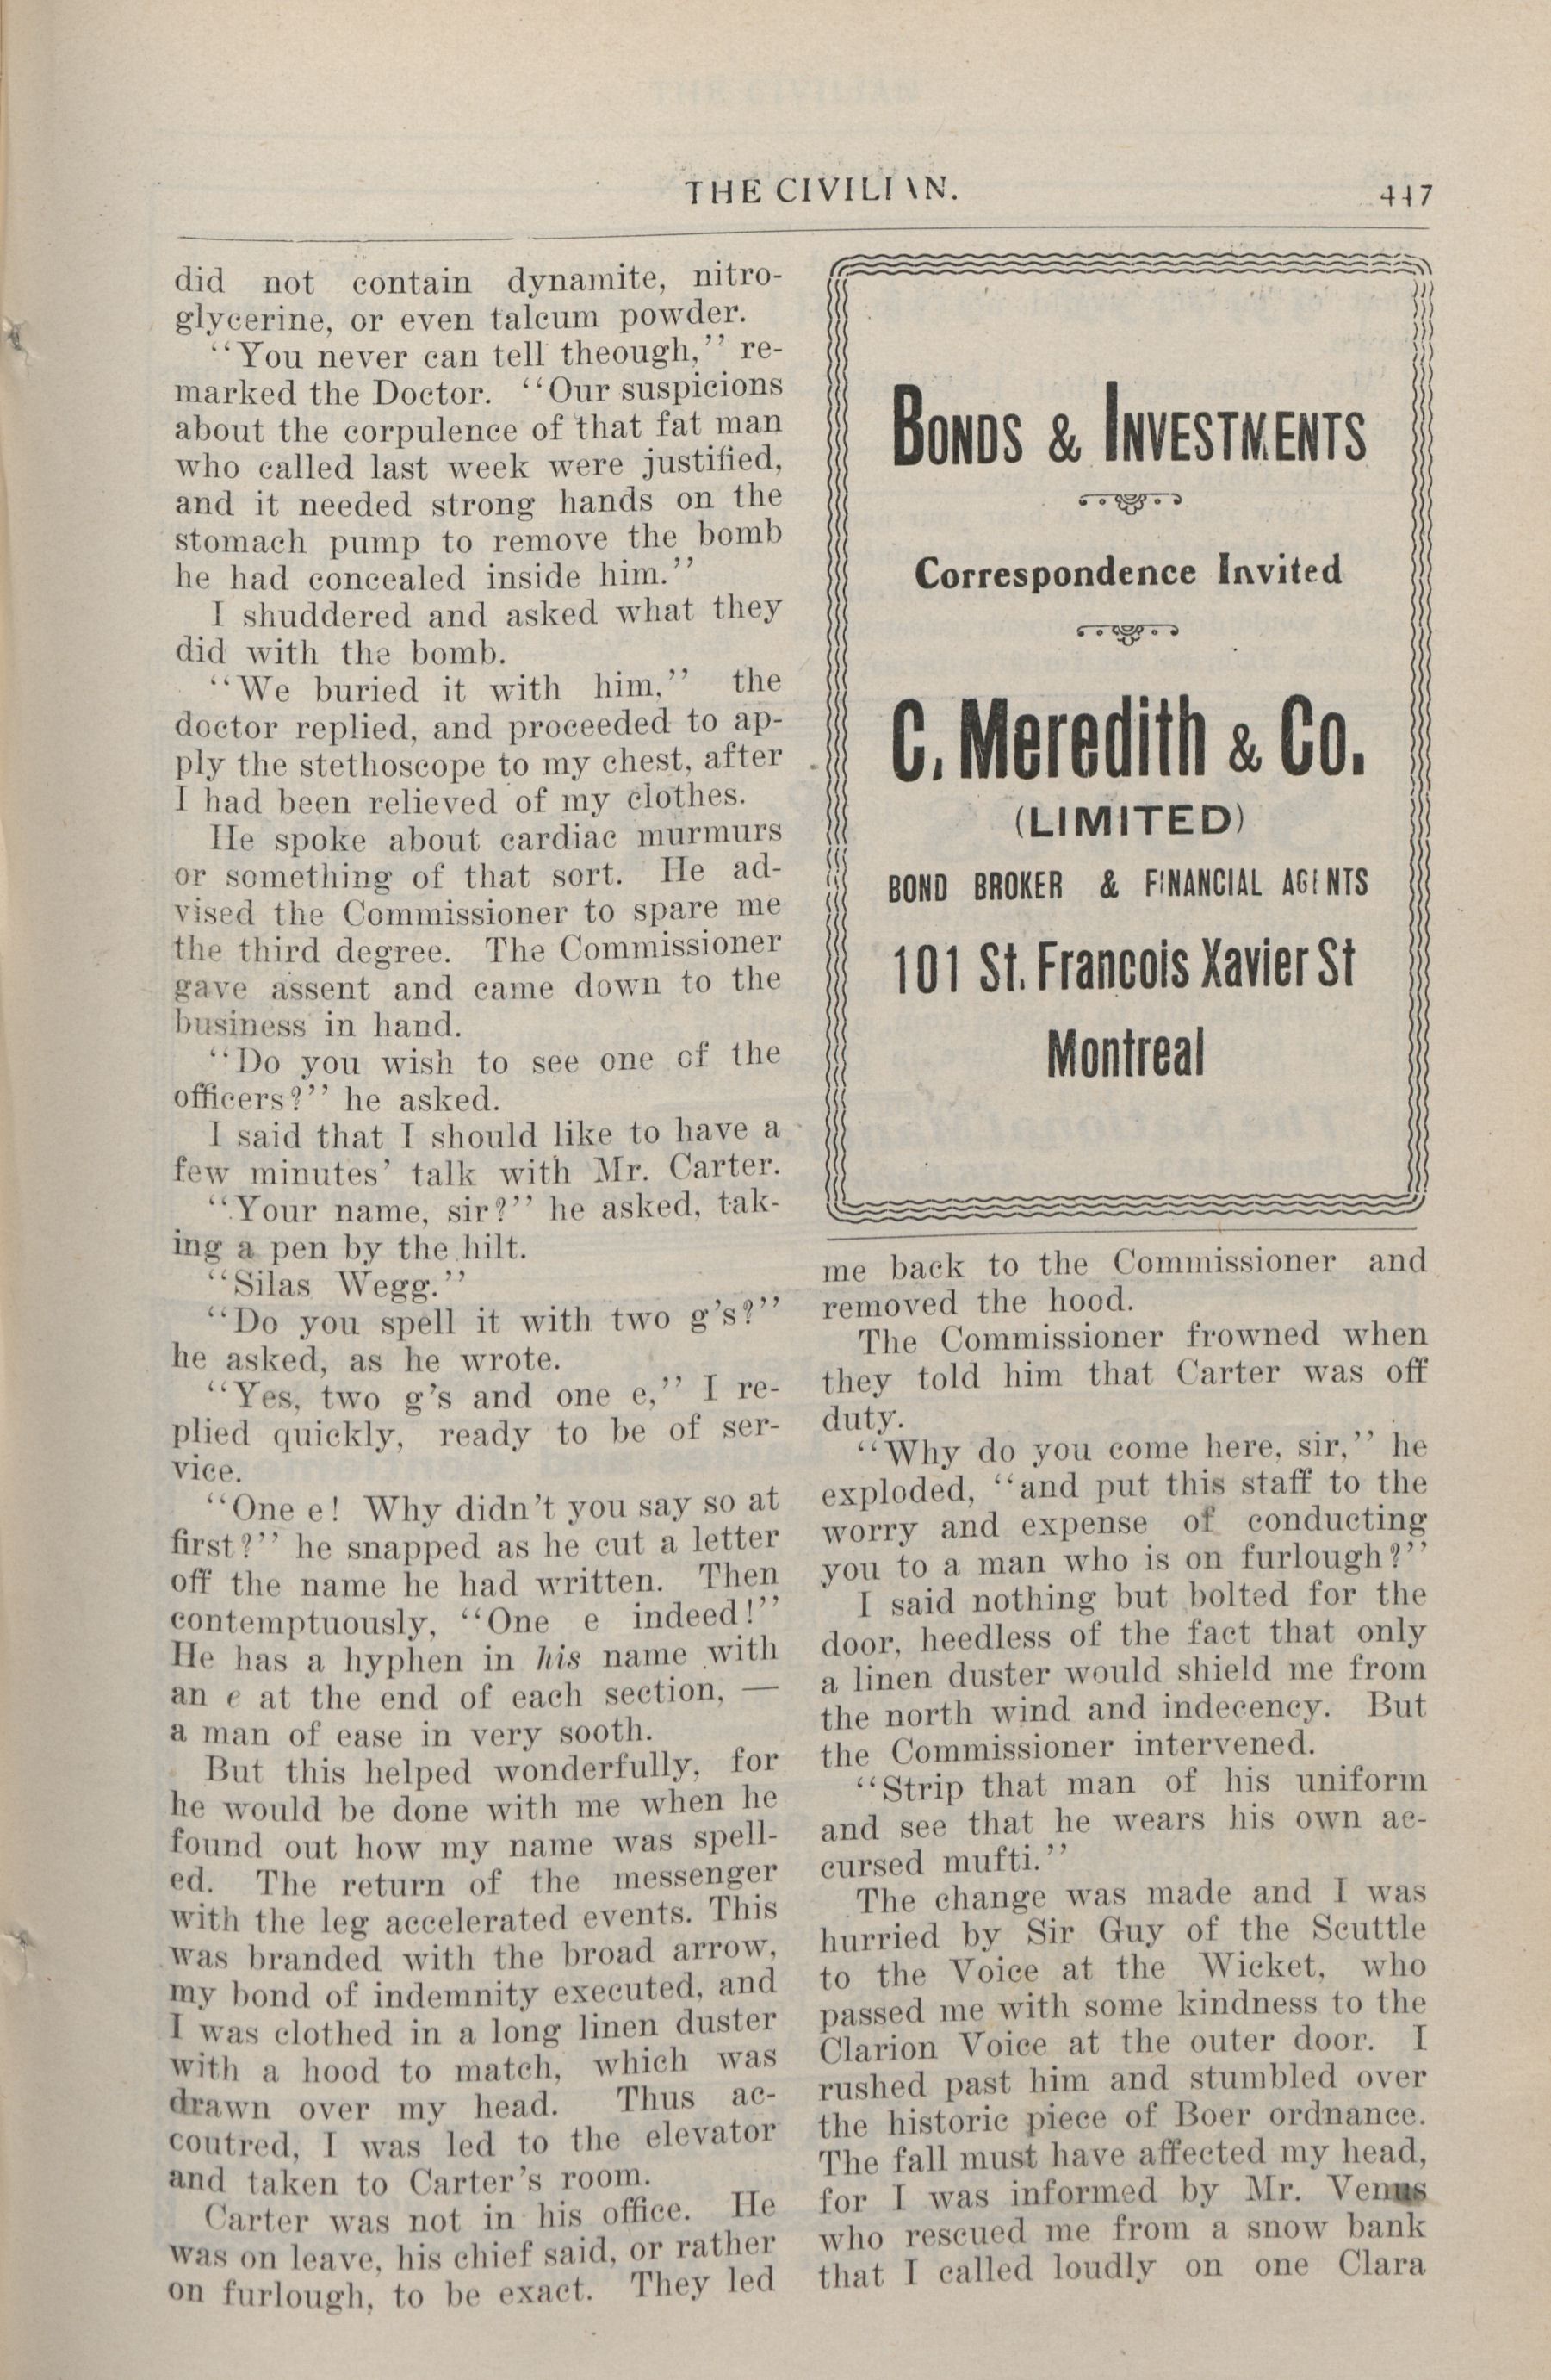 THE CIVILIAN.
447
did not contain dynamite, nitro-
glycerine, or even talcum powder.
"You never can tell theough," re-
marked the Doctor. "Our suspicions
about the corpulence of that fat man
who called last week were justified,
and it needed strong hands on the
stomach pump to remove the bomb
he had concealed inside him."
I shuddered and asked what they
did with the bomb.
"We buried it with him," the
doctor replied, and proceeded to ap-
ply the stethoscope to my chest, after
I had been relieved of my clothes.
He spoke about cardiac murmurs
or something of that sort. He ad-
vised the Commissioner to spare me
the third degree. The Commissioner
gave assent and came down to the
business in hand.
"Do you wish to see one of the
officers?" he asked.
I said that I should like to have a
few minutes' talk with Mr. Carter.
"Your name, sir?" he asked, tak-
ing a pen by the hilt.
"Silas Wegg."
"Do you spell it with two g's?"
he asked, as he wrote.
"Yes, two g's and one e," I re-
plied quickly, ready to be of ser-
vice.
"One e! Why didn't you say so at
first?" he snapped as he cut a letter
off the name he had written. Then
contemptuously, "One e indeed!"
He has a hyphen in his name with
an e at the end of each section, —
a man of ease in very sooth.
But this helped wonderfully, for
he would be done with me when he
found out how my name was spell-
ed. The return of the messenger
with the leg accelerated events. This
was branded with the broad arrow,
my bond of indemnity executed, and
I was clothed in a long linen duster
with a hood to match, which was
drawn over my head. Thus ac-
coutred, I was led to the elevator
and taken to Carter's room.
Carter was not in his office. He
was on leave, his chief said, or rather
on furlough, to be exact. They led
BONDS & INVESTMENTS
Correspondence Invited
C. Meredith & Co.
(LIMITED)
BOND BROKER & FINANCIAL AGENTS
101 St. Francois Xavier St
Montreal
me back to the Commissioner and
removed the hood.
The Commissioner frowned when
they told him that Carter was off
duty.
"Why do you come here, sir," he
exploded, "and put this staff to the
worry and expense of conducting
you to a man who is on furlough?"
I said nothing but bolted for the
door, heedless of the fact that only
a linen duster would shield me from
the north wind and indecency. But
the Commissioner intervened.
"Strip that man of his uniform
and see that he wears his own ac-
cursed mufti."
The change was made and I was
hurried by Sir Guy of the Scuttle
to the Voice at the Wicket, who
passed me with some kindness to the
Clarion Voice at the outer door. I
rushed past him and stumbled over
the historic piece of Boer ordnance.
The fall must have affected my head,
for I was informed by Mr. Venus
who rescued me from a snow bank
that I called loudly on one Clara